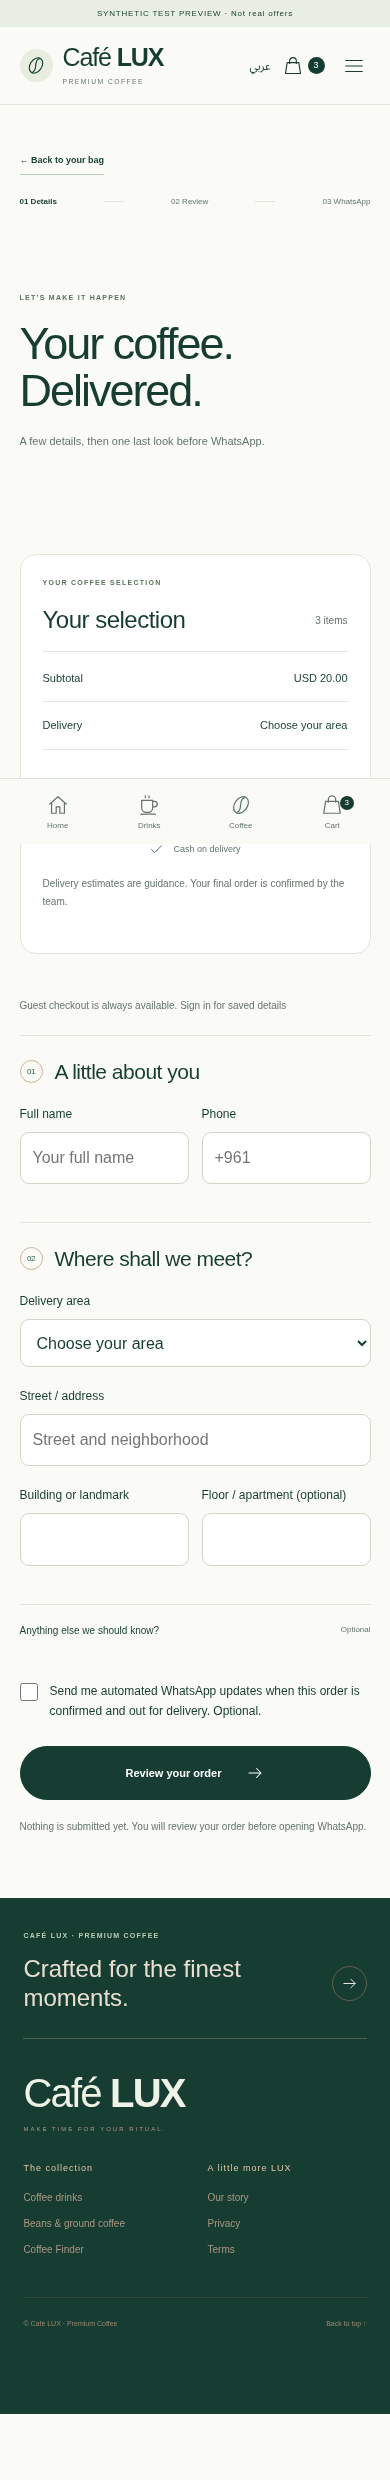 SYNTHETIC TEST PREVIEW · Not real offers
Café LUX
PREMIUM COFFEE
عربي
3
← Back to your bag
01 Details
02 Review
03 WhatsApp
LET'S MAKE IT HAPPEN
Your coffee.
Delivered.
A few details, then one last look before WhatsApp.
YOUR COFFEE SELECTION
Your selection
3 items
Subtotal
USD 20.00
Delivery
Choose your area
Home
Drinks
Coffee
Cart
3
Cash on delivery
Delivery estimates are guidance. Your final order is confirmed by the
team.
Guest checkout is always available. Sign in for saved details
01
A little about you
Full name
Phone
Your full name
+961
02
Where shall we meet?
Delivery area
Choose your area
Street / address
Street and neighborhood
Building or landmark
Floor / apartment (optional)
Anything else we should know?
Optional
Send me automated WhatsApp updates when this order is
confirmed and out for delivery. Optional.
Review your order
Nothing is submitted yet. You will review your order before opening WhatsApp.
CAFÉ LUX · PREMIUM COFFEE
Crafted for the finest
moments.
Café LUX
MAKE TIME FOR YOUR RITUAL.
The collection
A little more LUX
Coffee drinks
Our story
Beans & ground coffee
Privacy
Coffee Finder
Terms
© Café LUX · Premium Coffee
Back to top ↑